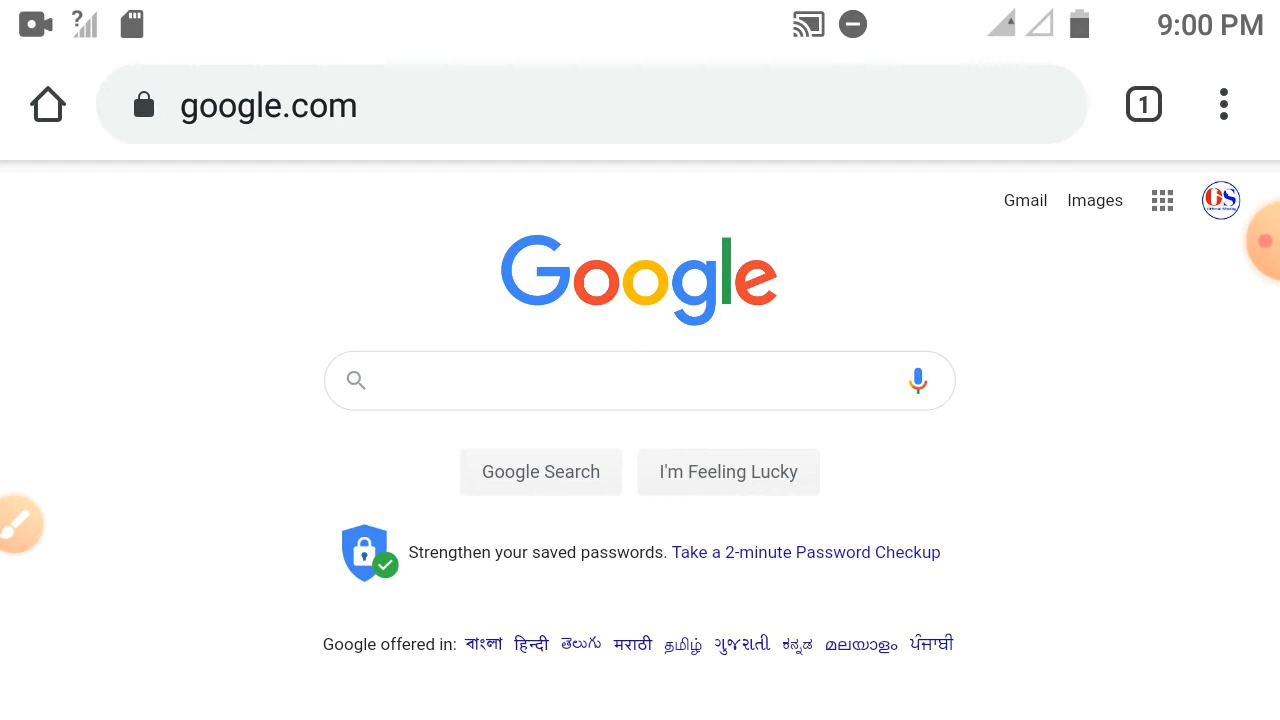 9:00 PM
google.com
1
Gmail Images
GS
Google
Google Search I'm Feeling Lucky
Strengthen your saved passwords. Take a 2-minute Password Checkup
Google offered in: বাংলা हिन्दी తెలుగు मराठी தமிழ் ગુજરાતી ಕನ್ನಡ മലയാളം ਪੰਜਾਬੀ